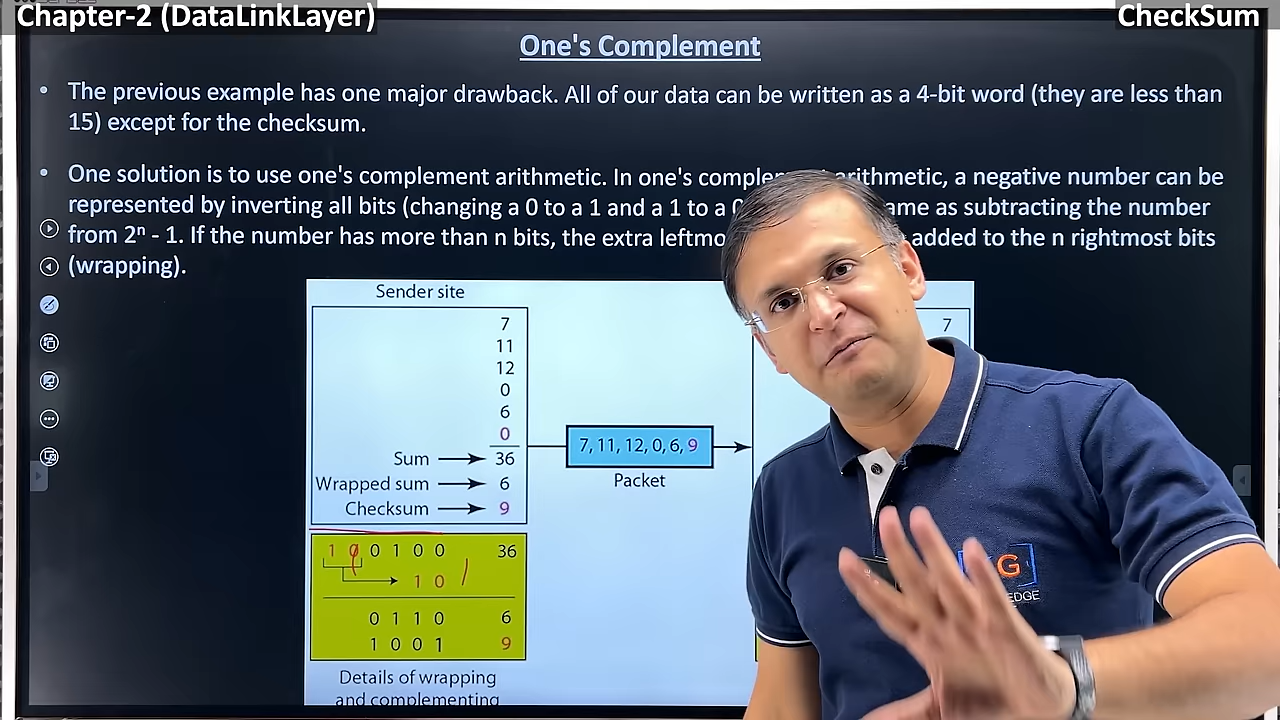 Chapter-2 (DataLinkLayer)
CheckSum
One's Complement
• The previous example has one major drawback. All of our data can be written as a 4-bit word (they are less than
15) except for the checksum.
• One solution is to use one's complement arithmetic. In one's arithmetic, a negative number can be
represented by inverting all bits (changing a 0 to a 1 and a 1 to a same as subtracting the number
from 2ⁿ - 1. If the number has more than n bits, the extra added to the n rightmost bits
(wrapping).
Sender site
7
11
12
0
6
0
Sum 36
Wrapped sum 6
Checksum 9
7, 11, 12, 0, 6, 9
Packet
7
1 0 0 1 0 0 36
1 0
0 1 1 0 6
1 0 0 1 9
Details of wrapping
and complementing
G